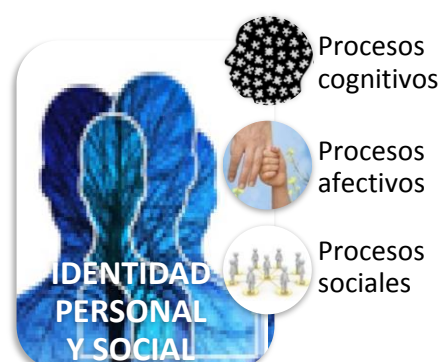 Procesos
cognitivos
Procesos
afectivos
Procesos
sociales
IDENTIDAD
PERSONAL
Y SOCIAL